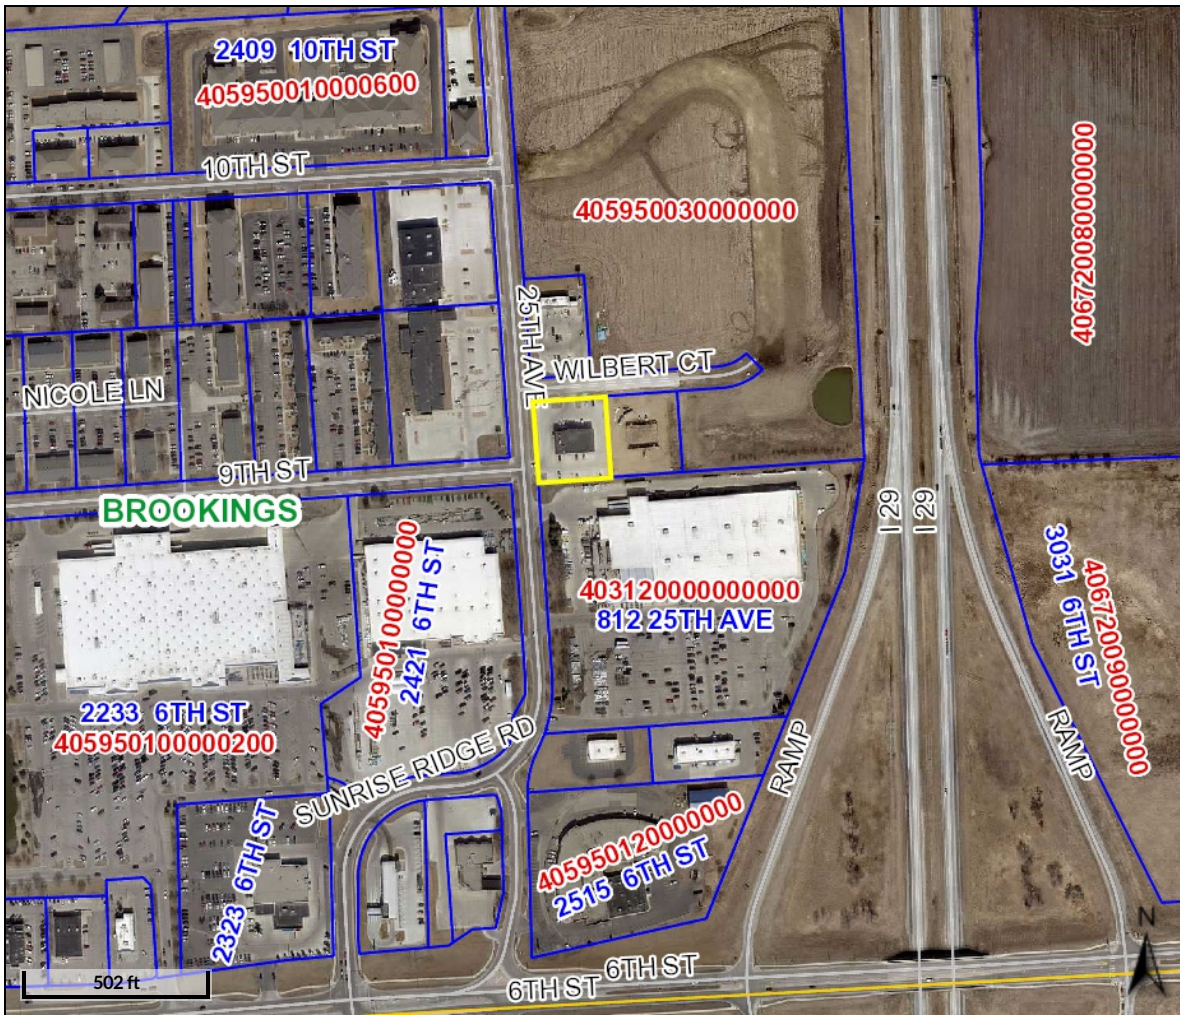 2409 10TH ST
405950010000600
10TH ST
405950030000000
406720080000000
25TH AVE
WILBERT CT
NICOLE LN
9TH ST
BROOKINGS
I 29
I 29
405950100000000
2421 6TH ST
403120000000000
812 25TH AVE
3031 6TH ST
406720090000000
2233 6TH ST
405950100000200
SUNRISE RIDGE RD
RAMP
RAMP
2323 6TH ST
405950120000000
2515 6TH ST
6TH ST
6TH ST
N
502 ft